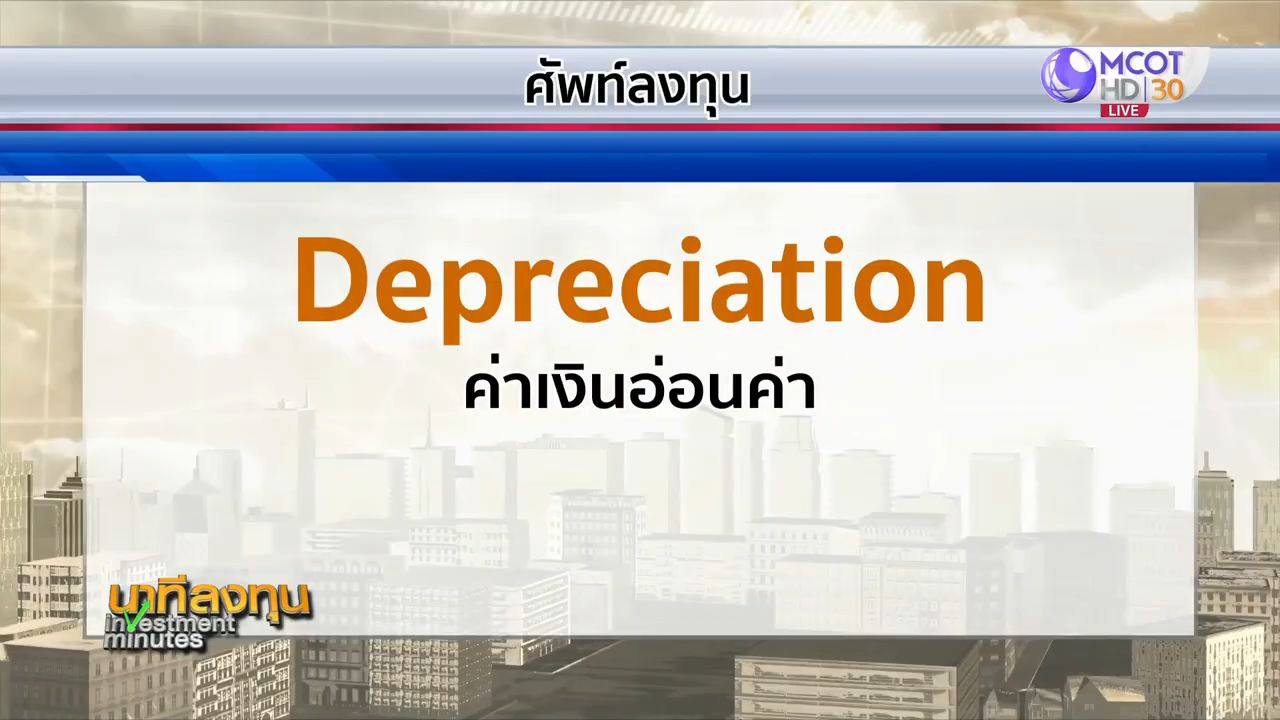 ศัพท์ลงทุน
MCOT
HD 30
LIVE
Depreciation
ค่าเงินอ่อนค่า
นาทีลงทุน
investment
minutes